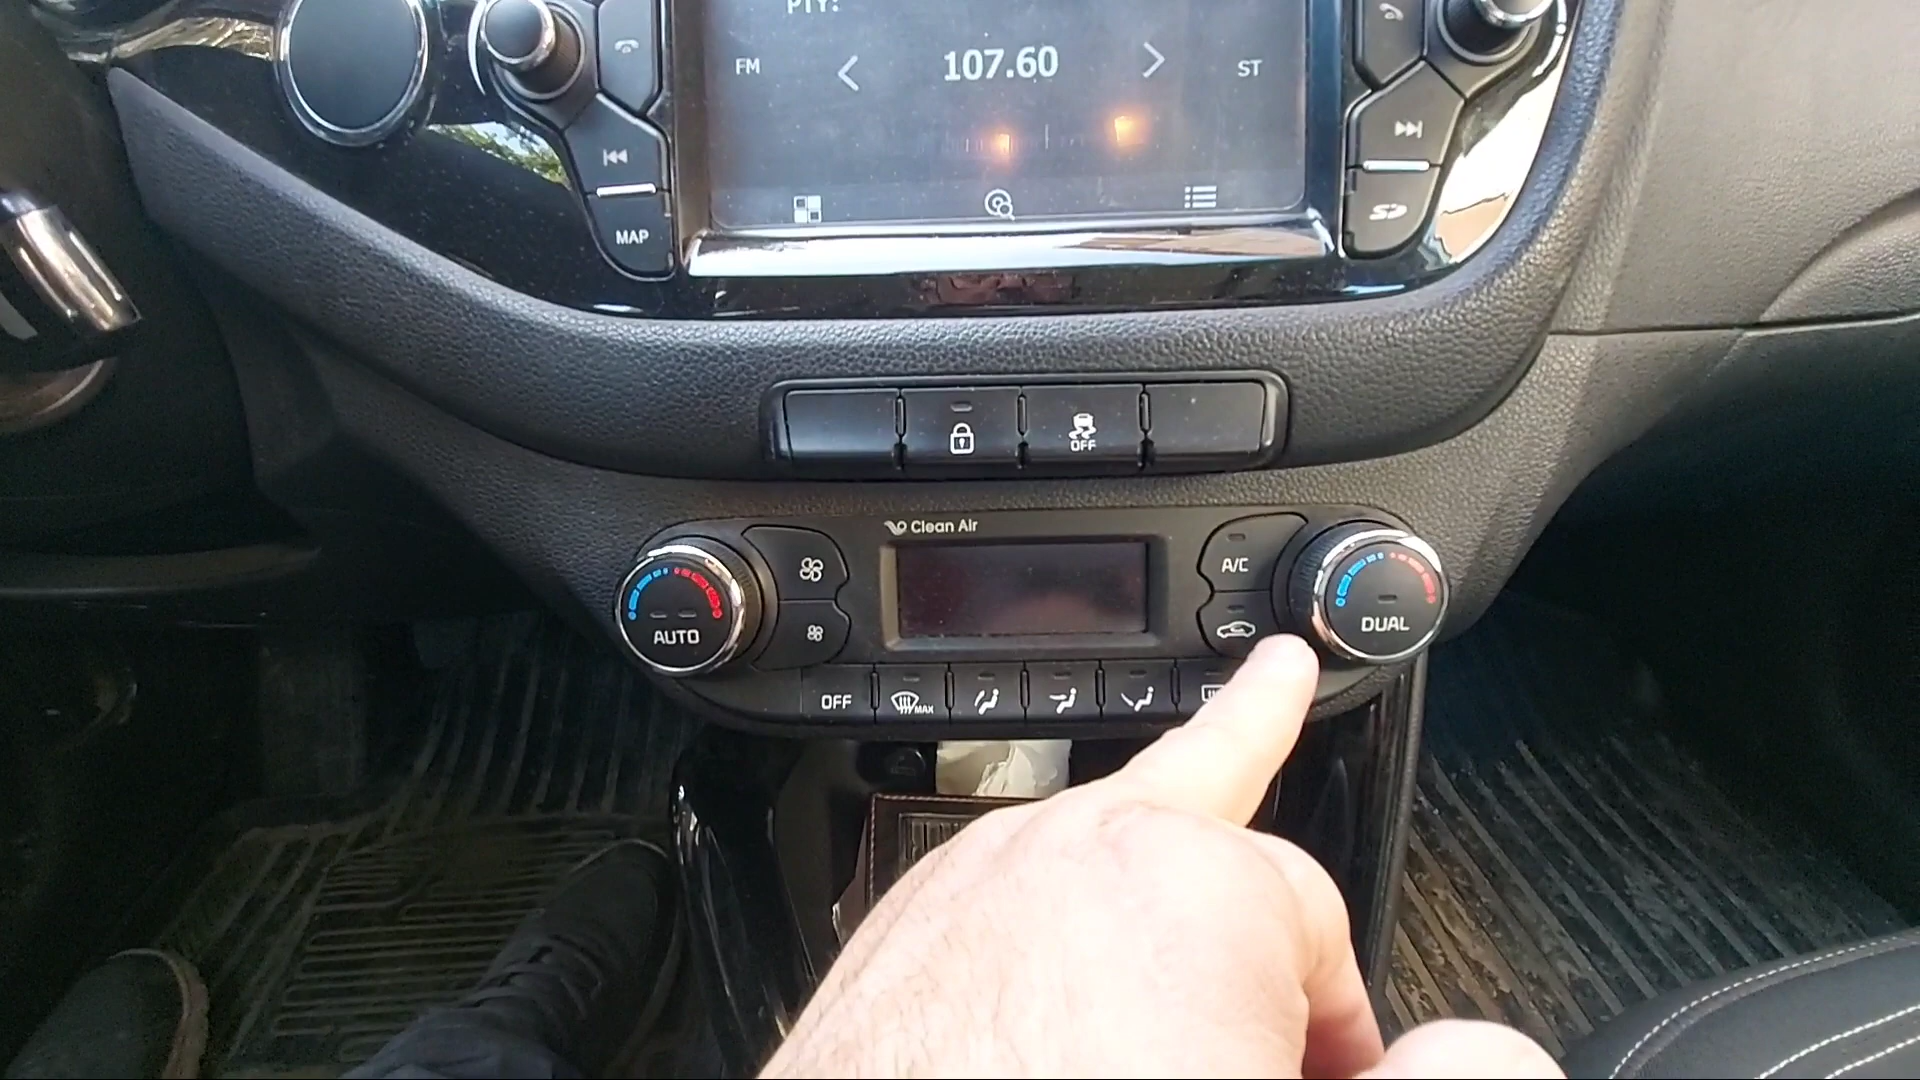 PTY:
FM
107.60
ST
MAP
OFF
Clean Air
A/C
AUTO
DUAL
OFF
MAX